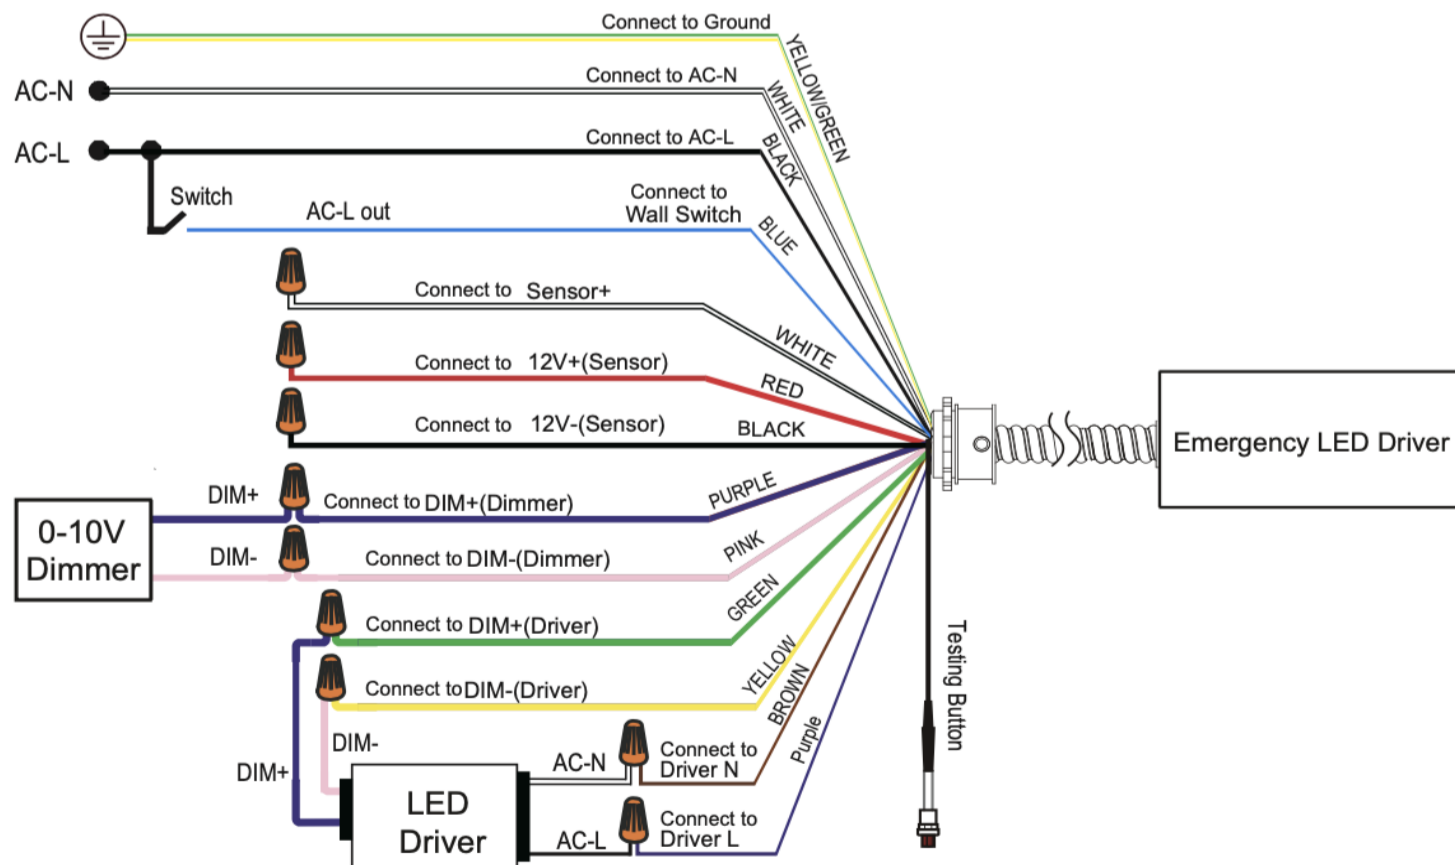 Connect to Ground
YELLOW/GREEN
AC-N
Connect to AC-N
WHITE
AC-L
Connect to AC-L
BLACK
Switch
AC-L out
Connect to
Wall Switch
BLUE
Connect to Sensor+
WHITE
Connect to 12V+(Sensor)
RED
Connect to 12V-(Sensor)
BLACK
Emergency LED Driver
0-10V
Dimmer
DIM+
Connect to DIM+(Dimmer)
PURPLE
DIM-
Connect to DIM-(Dimmer)
PINK
Connect to DIM+(Driver)
GREEN
Connect to DIM-(Driver)
YELLOW
BROWN
Purple
Testing Button
DIM-
DIM+
LED
Driver
AC-N
Connect to
Driver N
AC-L
Connect to
Driver L